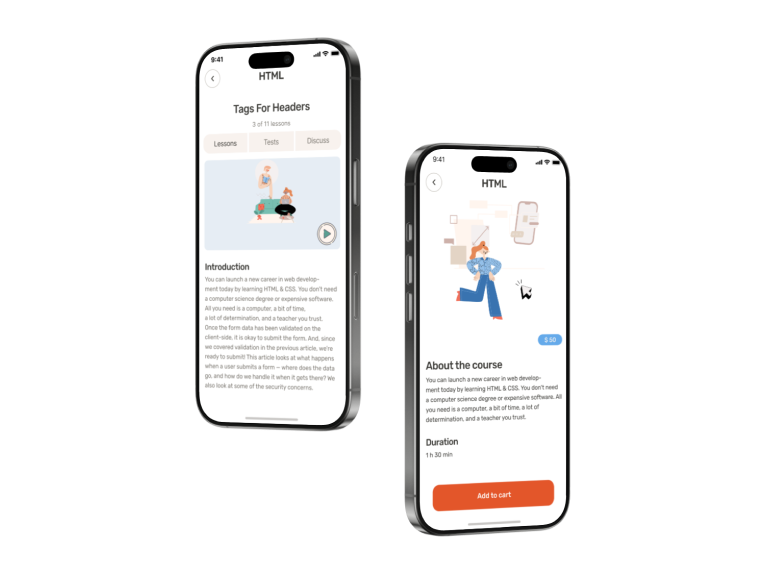 9:41
HTML
Tags For Headers
3 of 11 lessons
Lessons
Tests
Discuss
Introduction
You can launch a new career in web develop-
ment today by learning HTML & CSS. You don't need
a computer science degree or expensive software.
All you need is a computer, a bit of time,
a lot of determination, and a teacher you trust.
Once the form data has been validated on the
client-side, it is okay to submit the form. And, since
we covered validation in the previous article, we're
ready to submit! This article looks at what happens
when a user submits a form — where does the data
go, and how do we handle it when it gets there? We
also look at some of the security concerns.
9:41
HTML
$ 50
About the course
You can launch a new career in web develop-
ment today by learning HTML & CSS. You don't need
a computer science degree or expensive software. All
you need is a computer, a bit of time, a lot of
determination, and a teacher you trust.
Duration
1 h 30 min
Add to cart